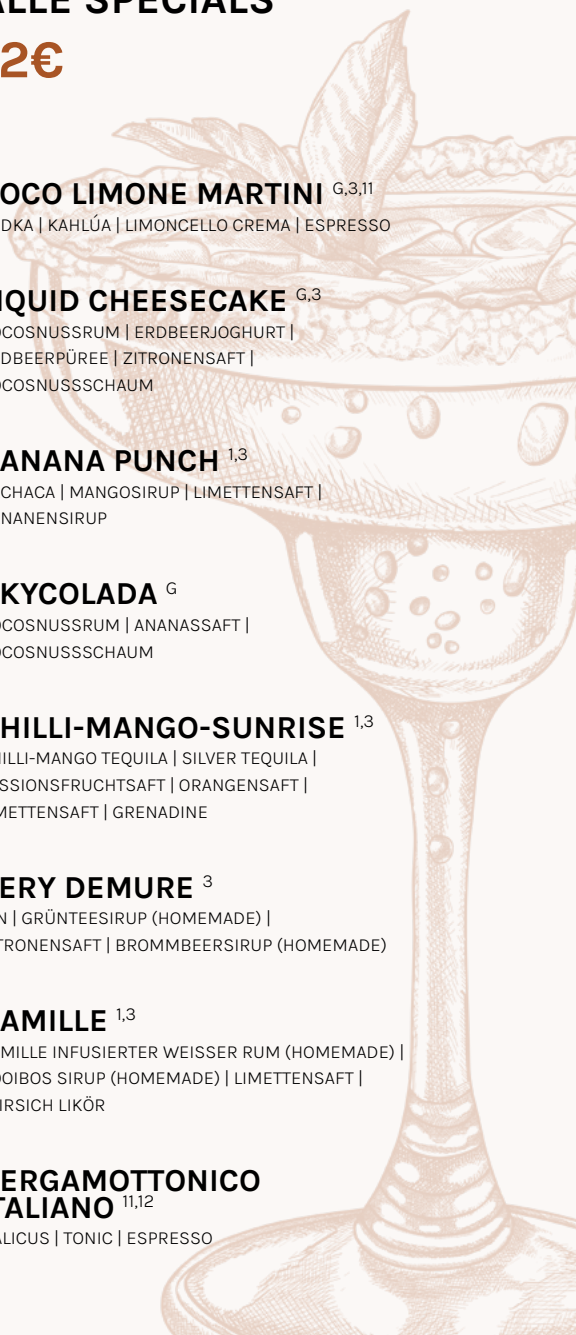 ALLE SPECIALS
2€
OCO LIMONE MARTINI G,3,11
DKA | KAHLÚA | LIMONCELLO CREMA | ESPRESSO
IQUID CHEESECAKE G,3
OCOSNUSSRUM | ERDBEERJOGHURT |
DBEERPÜREE | ZITRONENSAFT |
OCOSNUSSSCHAUM
ANANA PUNCH 1,3
CHACA | MANGOSIRUP | LIMETTENSAFT |
NANENSIRUP
KYCOLADA G
OCOSNUSSRUM | ANANASSAFT |
OCOSNUSSSCHAUM
HILLI-MANGO-SUNRISE 1,3
HILLI-MANGO TEQUILA | SILVER TEQUILA |
SSIONSFRUCHTSAFT | ORANGENSAFT |
METTENSAFT | GRENADINE
ERY DEMURE 3
N | GRÜNTEESIRUP (HOMEMADE) |
TRONENSAFT | BROMMBEERSIRUP (HOMEMADE)
AMILLE 1,3
MILLE INFUSIERTER WEISSER RUM (HOMEMADE) |
OOIBOS SIRUP (HOMEMADE) | LIMETTENSAFT |
IRSICH LIKÖR
ERGAMOTTONICO
TALIANO 11,12
ALICUS | TONIC | ESPRESSO